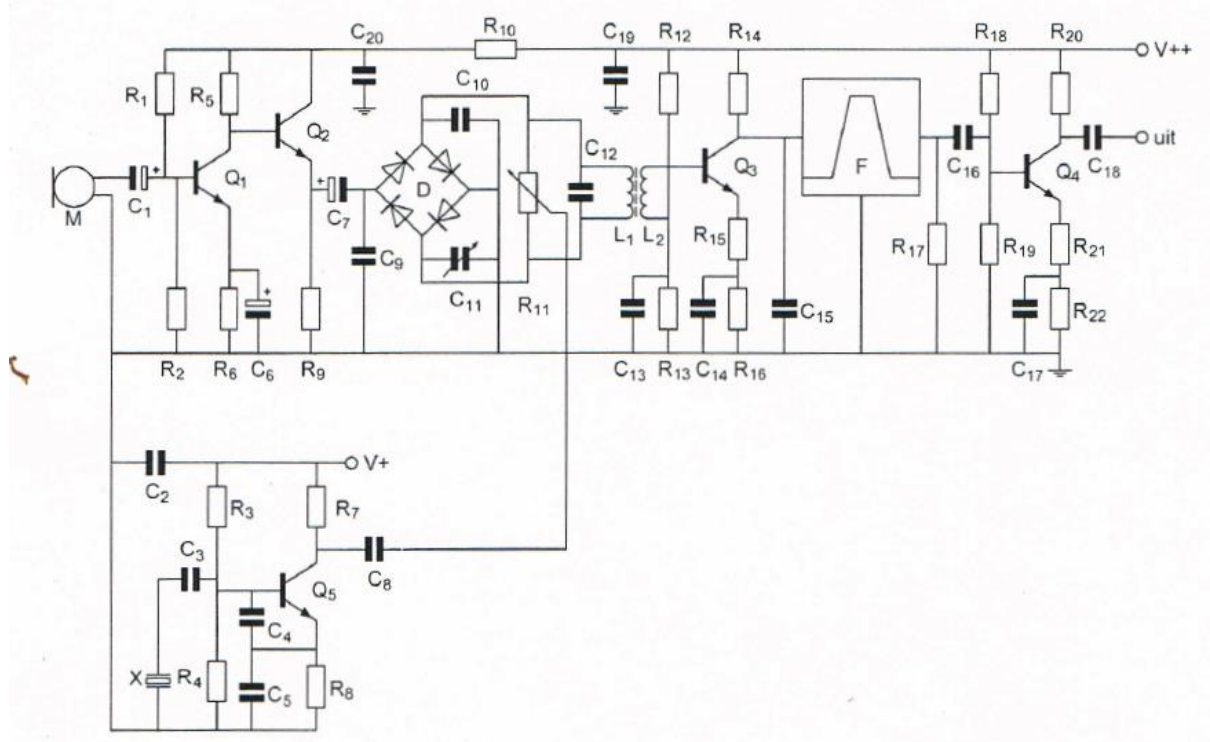 C20 R10 C19 R12 R14 R18 R20
V++
R1 R5 Q2 C10 C12 Q3 F C16 Q4 C18 uit
M C1 Q1 + + C7 D
C9 C11 R11 L1 L2 R15 R17 R19 R21
C15 R22
R2 R6 C6 + R9 C13 R13 C14 R16 C17
C2 V+
R3 R7
C3 C8
Q5
C4
X R4 C5 R8